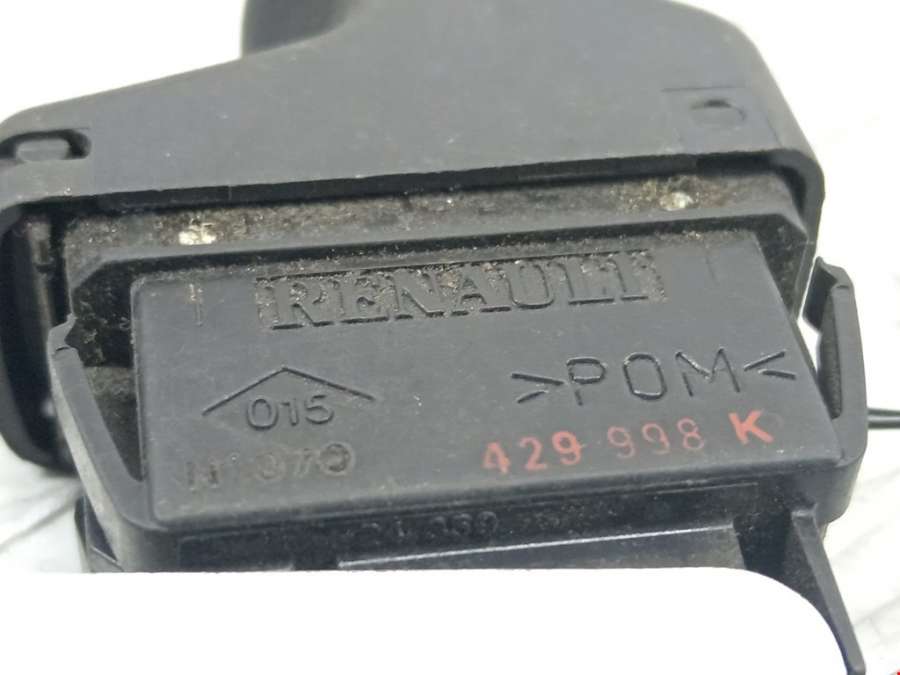 RENAULT
>POM<
015
429 998 K